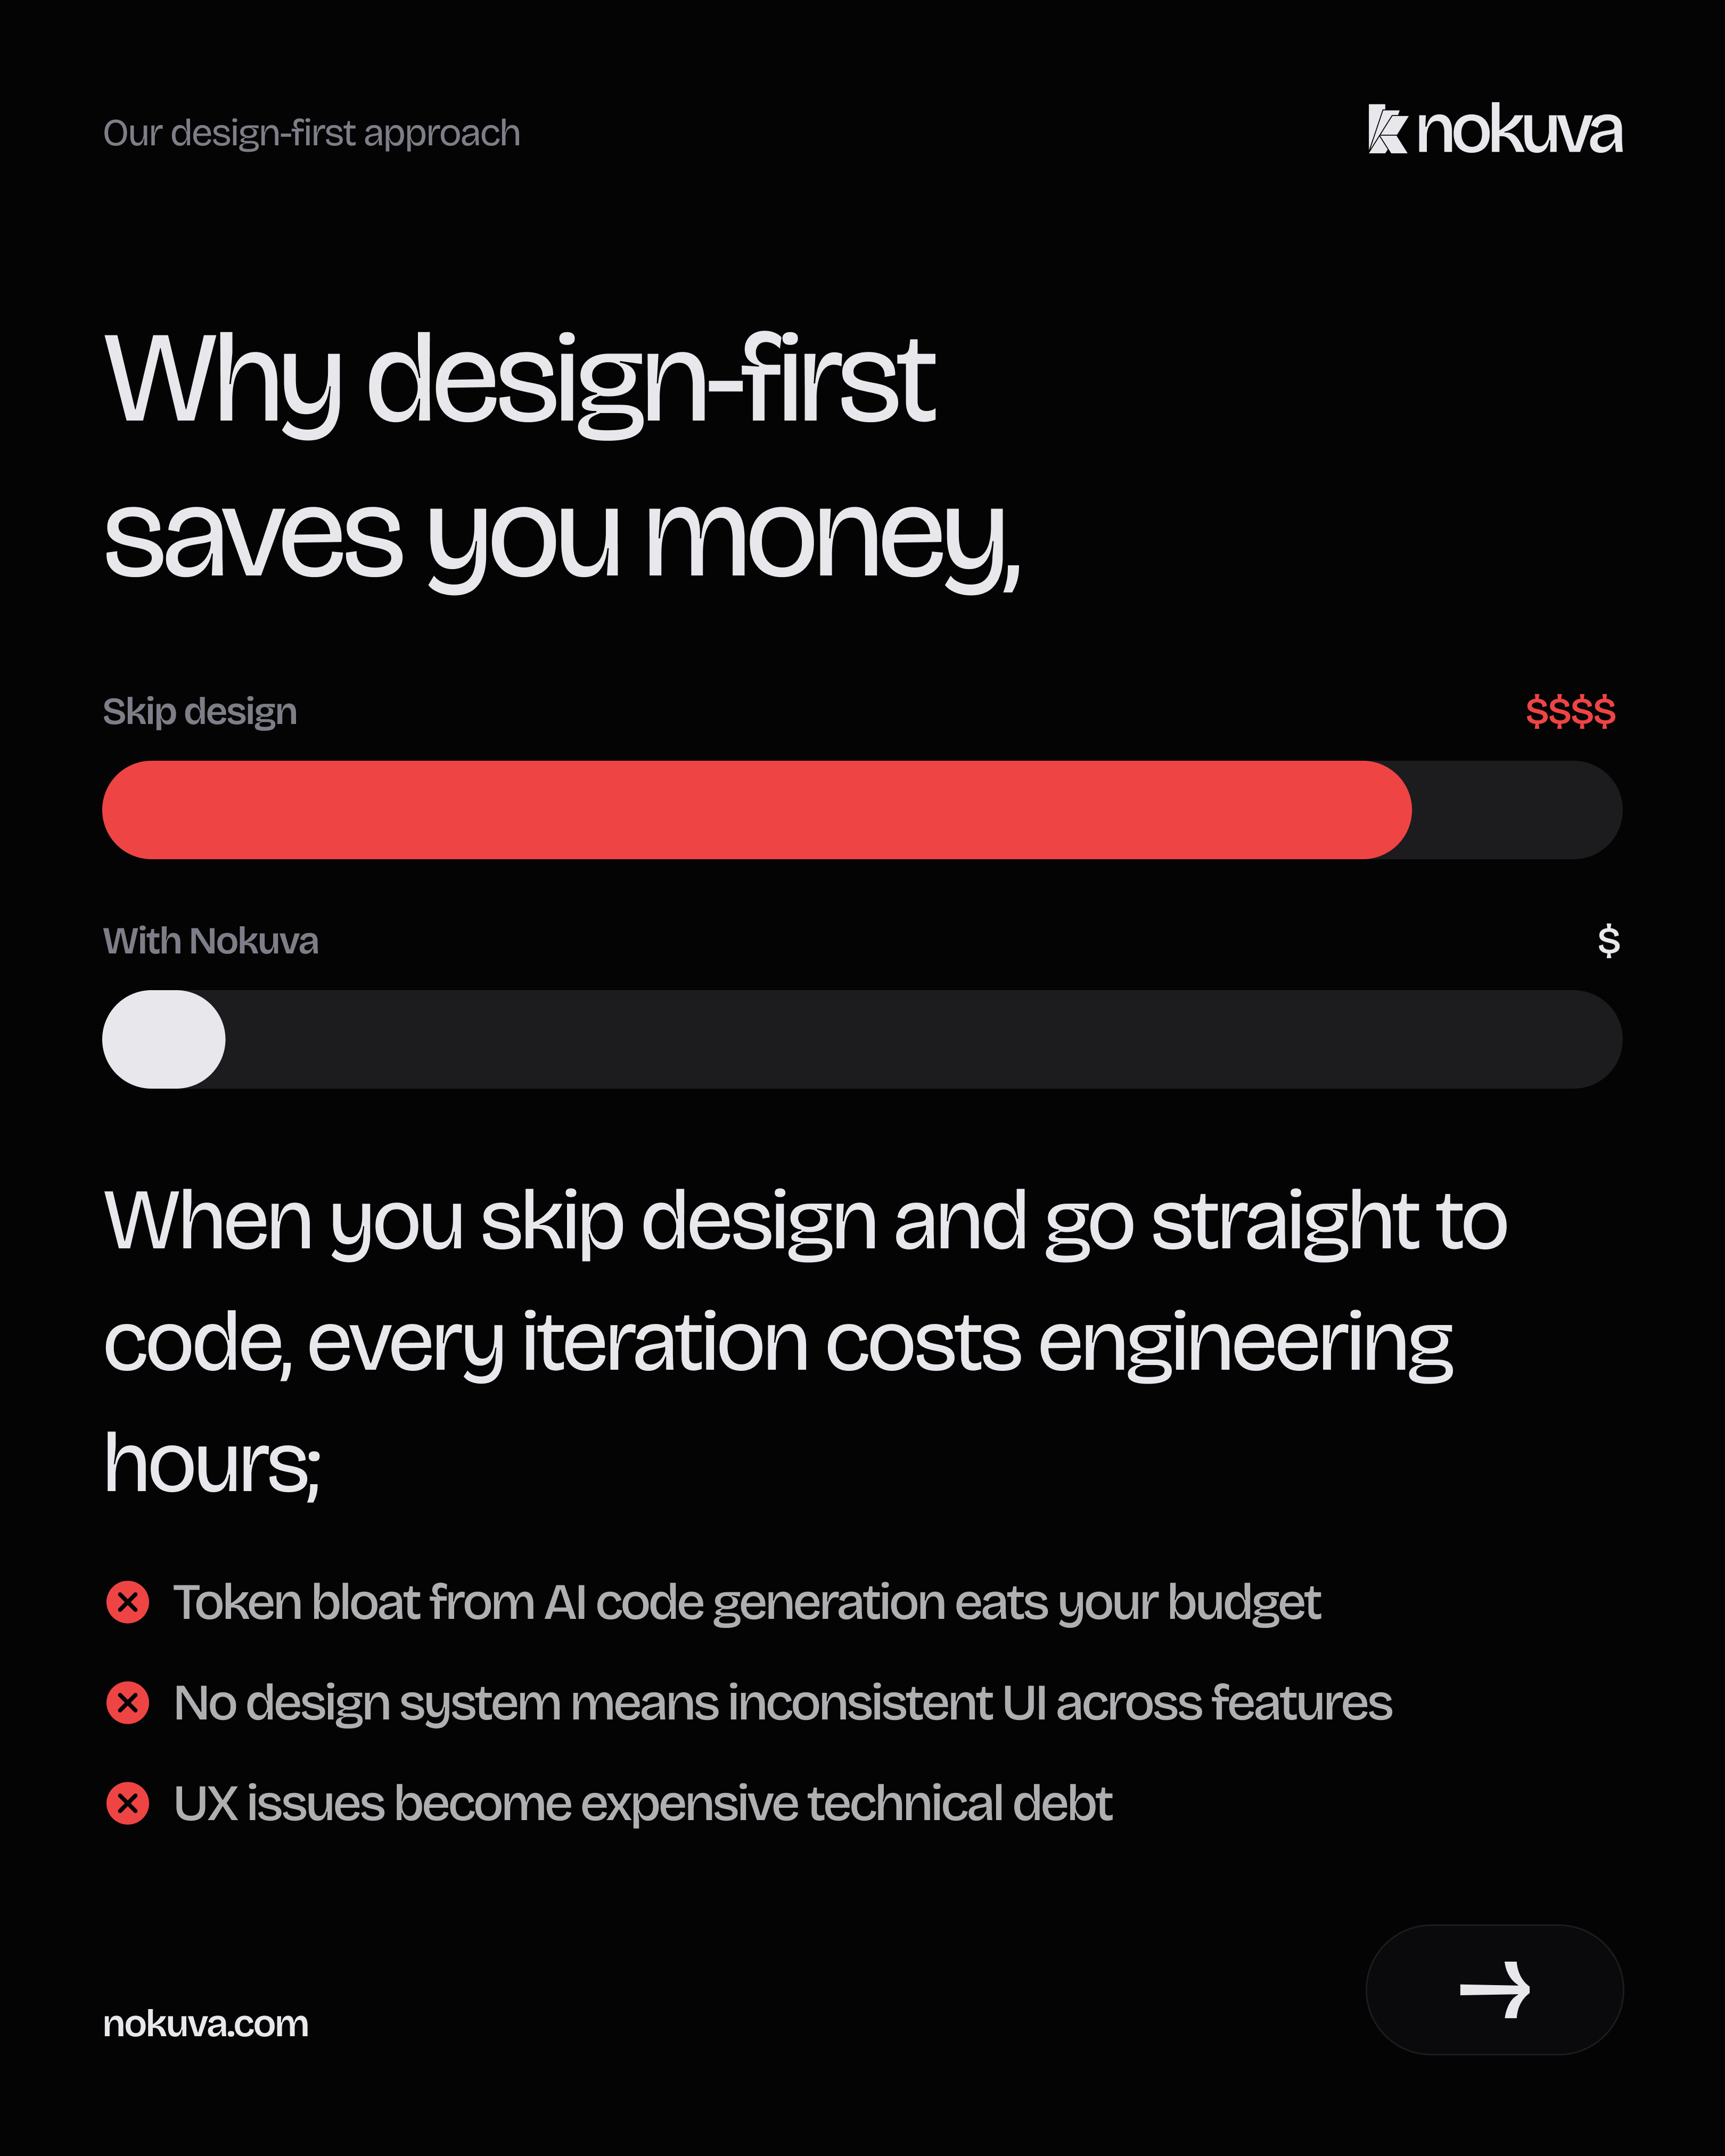 Our design-first approach
nokuva
Why design-first
saves you money,
Skip design
$$$$
With Nokuva
$
When you skip design and go straight to
code, every iteration costs engineering
hours;
Token bloat from AI code generation eats your budget
No design system means inconsistent UI across features
UX issues become expensive technical debt
nokuva.com